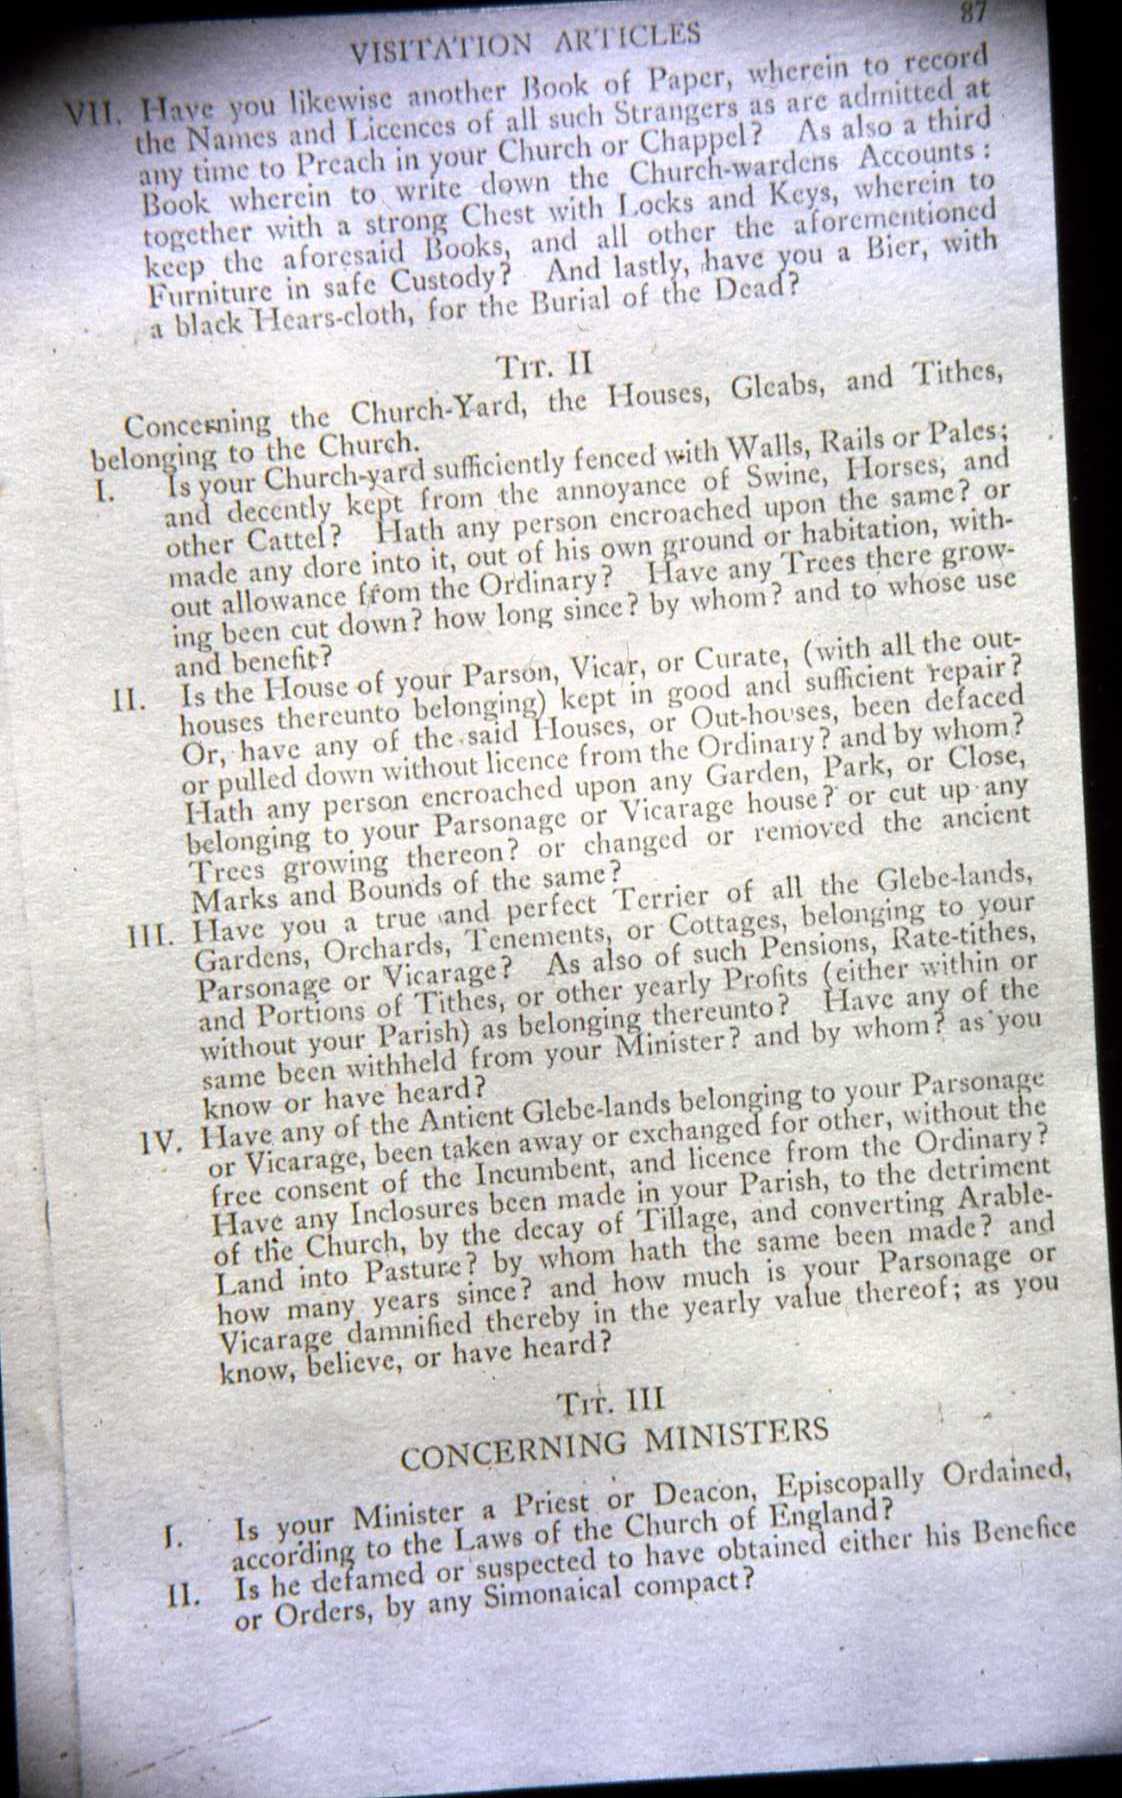 87
VISITATION ARTICLES
VII. Have you likewise another Book of Paper, wherein to record
the Names and Licences of all such Strangers as are admitted at
any time to Preach in your Church or Chappel? As also a third
Book wherein to write down the Church-wardens Accounts:
together with a strong Chest with Locks and Keys, wherein to
keep the aforesaid Books, and all other the aforementioned
Furniture in safe Custody? And lastly, have you a Bier, with
a black Hears-cloth, for the Burial of the Dead?
TIT. II
Concerning the Church-Yard, the Houses, Gleabs, and Tithes,
belonging to the Church.
I. Is your Church-yard sufficiently fenced with Walls, Rails or Pales;
and decently kept from the annoyance of Swine, Horses, and
other Cattel? Hath any person encroached upon the same? or
made any dore into it, out of his own ground or habitation, with-
out allowance from the Ordinary? Have any Trees there grow-
ing been cut down? how long since? by whom? and to whose use
and benefit?
II. Is the House of your Parson, Vicar, or Curate, (with all the out-
houses thereunto belonging) kept in good and sufficient repair?
Or, have any of the said Houses, or Out-houses, been defaced
or pulled down without licence from the Ordinary? and by whom?
Hath any person encroached upon any Garden, Park, or Close,
belonging to your Parsonage or Vicarage house? or cut up any
Trees growing thereon? or changed or removed the ancient
Marks and Bounds of the same?
III. Have you a true and perfect Terrier of all the Glebe-lands,
Gardens, Orchards, Tenements, or Cottages, belonging to your
Parsonage or Vicarage? As also of such Pensions, Rate-tithes,
and Portions of Tithes, or other yearly Profits (either within or
without your Parish) as belonging thereunto? Have any of the
same been withheld from your Minister? and by whom? as you
know or have heard?
IV. Have any of the Antient Glebe-lands belonging to your Parsonage
or Vicarage, been taken away or exchanged for other, without the
free consent of the Incumbent, and licence from the Ordinary?
Have any Inclosures been made in your Parish, to the detriment
of the Church, by the decay of Tillage, and converting Arable-
Land into Pasture? by whom hath the same been made? and
how many years since? and how much is your Parsonage or
Vicarage damnified thereby in the yearly value thereof; as you
know, believe, or have heard?
TIT. III
CONCERNING MINISTERS
I. Is your Minister a Priest or Deacon, Episcopally Ordained,
according to the Laws of the Church of England?
II. Is he defamed or suspected to have obtained either his Benefice
or Orders, by any Simonaical compact?